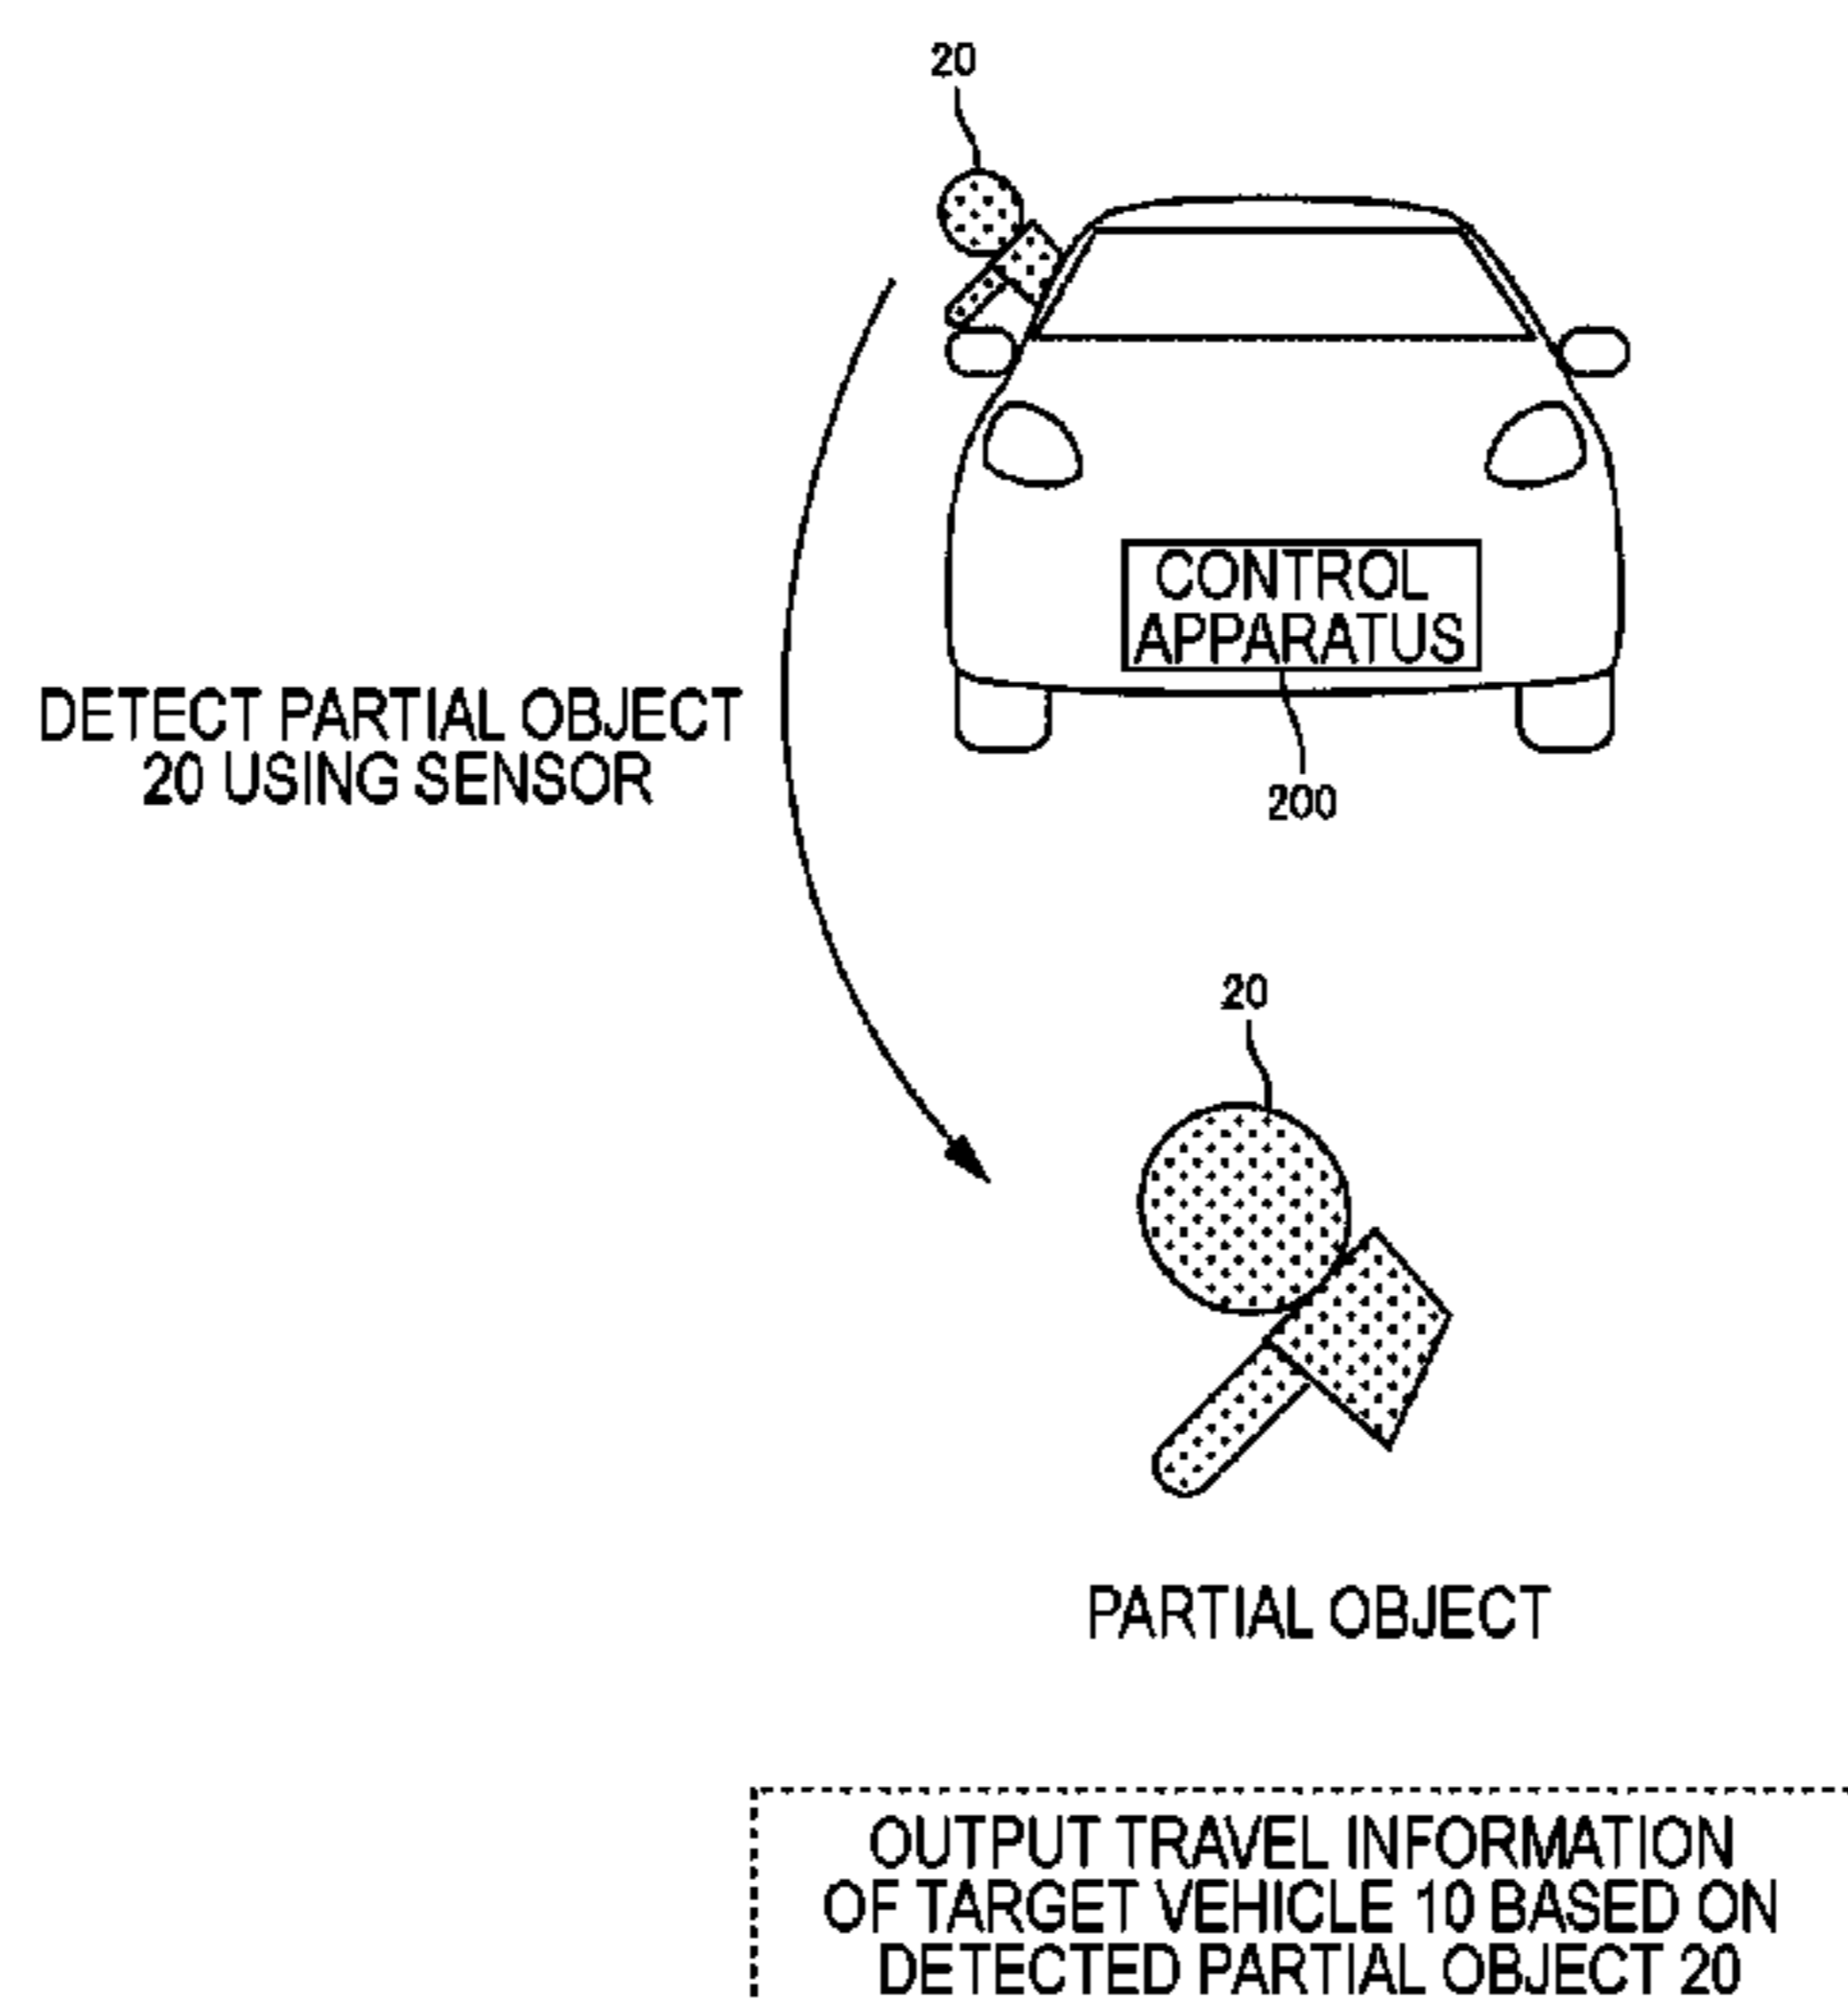 20
CONTROL
APPARATUS
DETECT PARTIAL OBJECT
20 USING SENSOR
200
20
PARTIAL OBJECT
OUTPUT TRAVEL INFORMATION
OF TARGET VEHICLE 10 BASED ON
DETECTED PARTIAL OBJECT 20